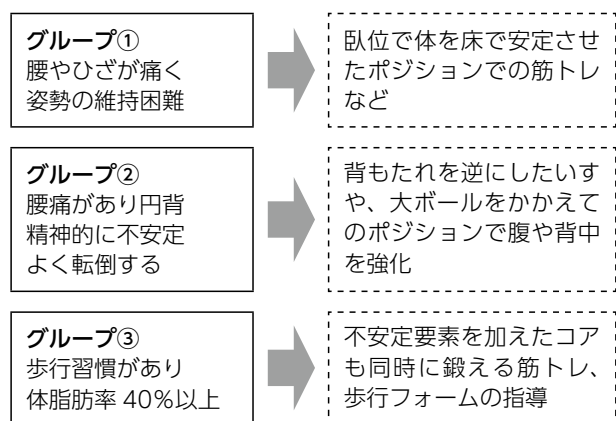 グループ①
腰やひざが痛く
姿勢の維持困難
臥位で体を床で安定させ
たポジションでの筋トレ
など
グループ②
腰痛があり円背
精神的に不安定
よく転倒する
背もたれを逆にしたいす
や、大ボールをかかえて
のポジションで腹や背中
を強化
グループ③
歩行習慣があり
体脂肪率 40%以上
不安定要素を加えたコア
も同時に鍛える筋トレ、
歩行フォームの指導